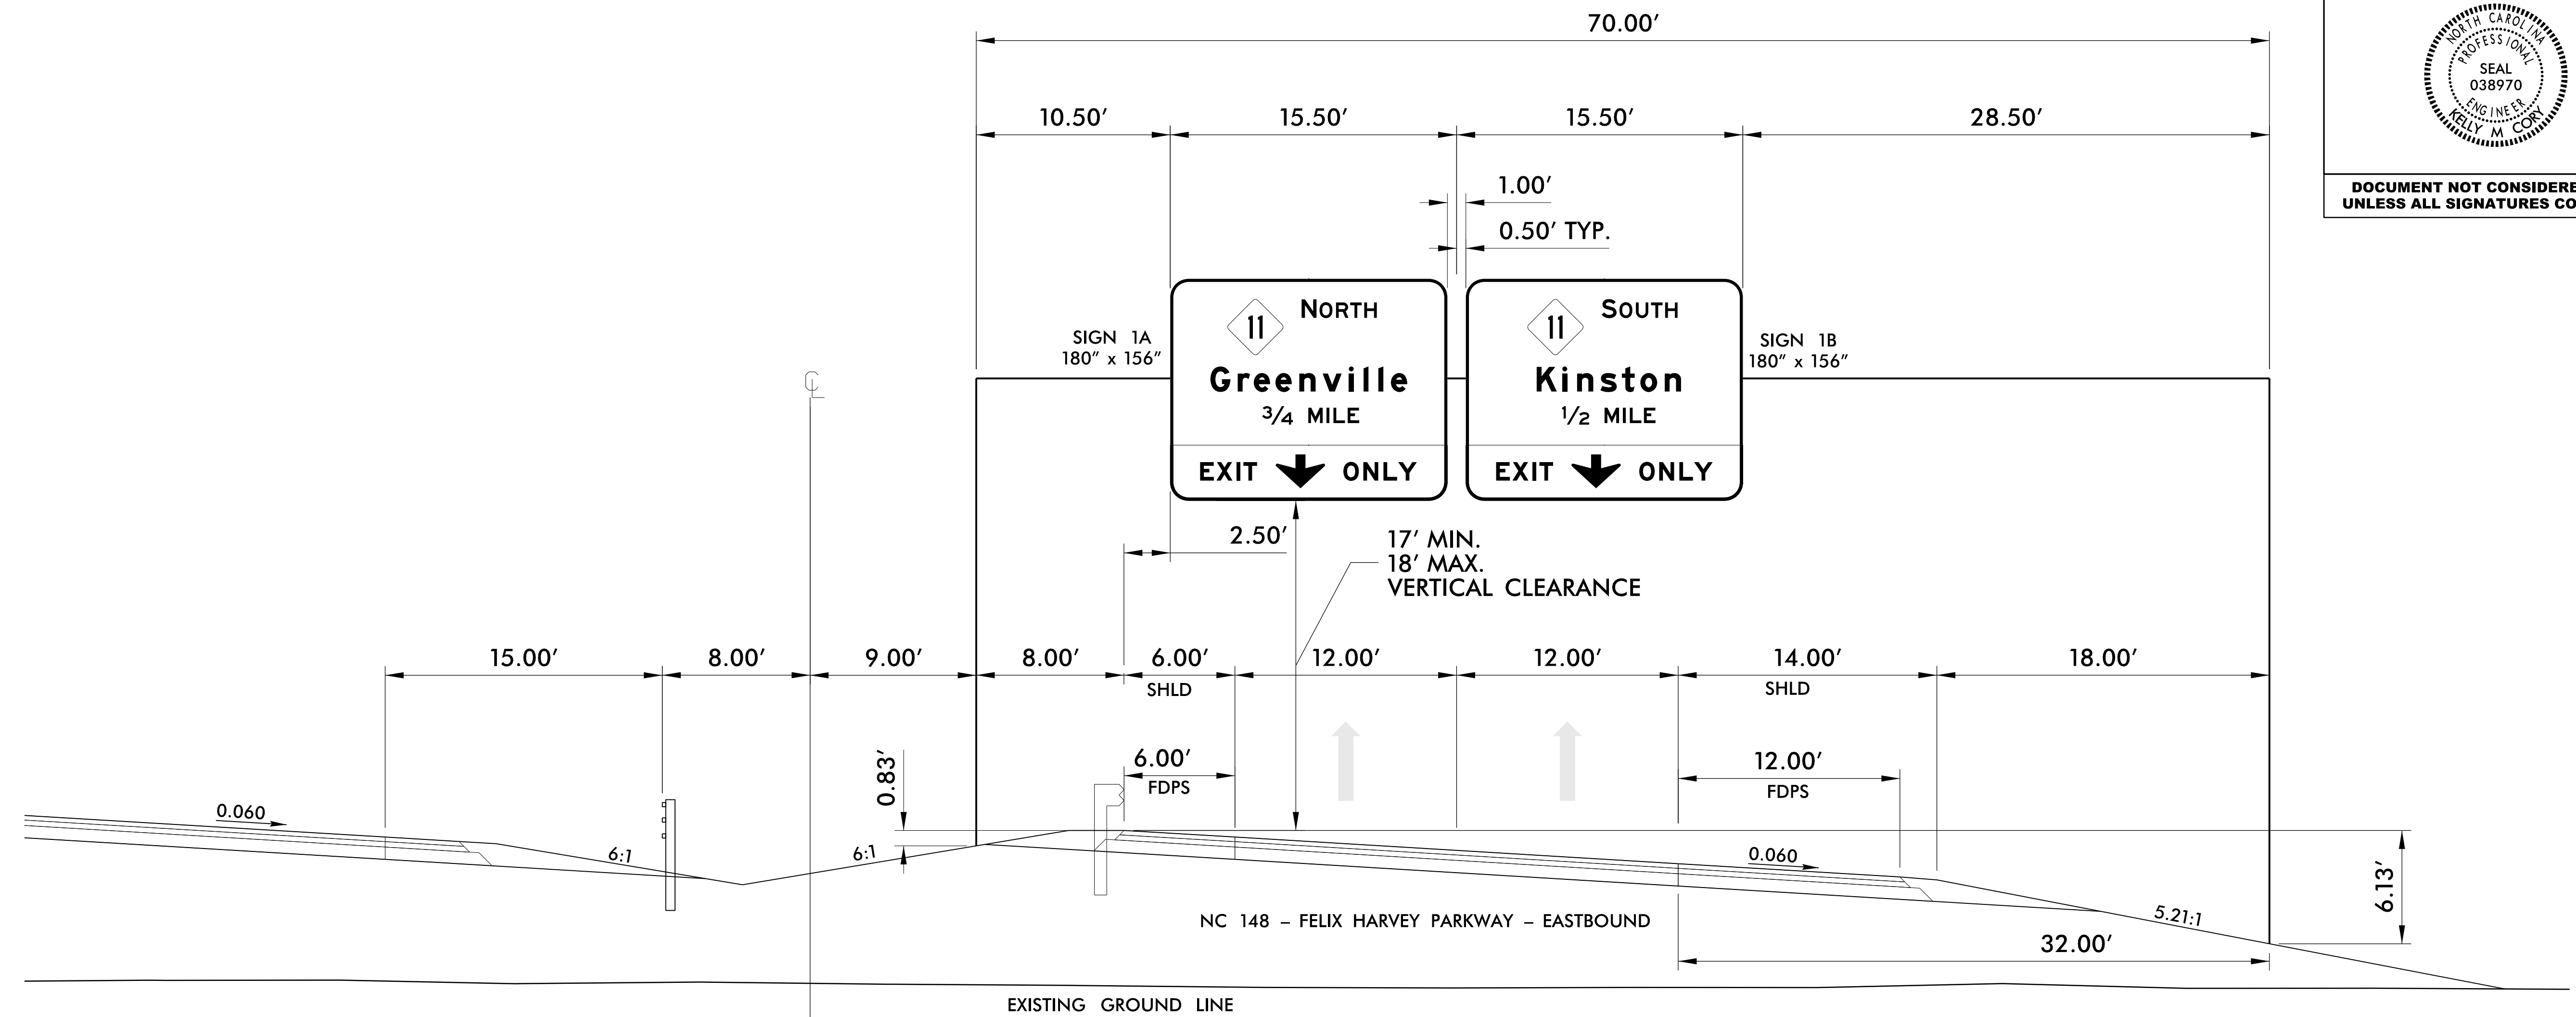 70.00′
NORTH CAROLINA
PROFESSIONAL
SEAL
038970
ENGINEER
KELLY M CORY
DOCUMENT NOT CONSIDERE
UNLESS ALL SIGNATURES CO
10.50′ 15.50′ 15.50′ 28.50′
1.00′
0.50′ TYP.
SIGN 1A
180″ x 156″
11 NORTH
Greenville
3/4 MILE
EXIT ONLY
11 SOUTH
Kinston
1/2 MILE
EXIT ONLY
SIGN 1B
180″ x 156″
CL
2.50′
17′ MIN.
18′ MAX.
VERTICAL CLEARANCE
15.00′ 8.00′ 9.00′ 8.00′ 6.00′ 12.00′ 12.00′ 14.00′ 18.00′
SHLD SHLD
0.83′
6.00′
FDPS
12.00′
FDPS
0.060
6:1
6:1
0.060
6.13′
5.21:1
NC 148 – FELIX HARVEY PARKWAY – EASTBOUND
32.00′
EXISTING GROUND LINE